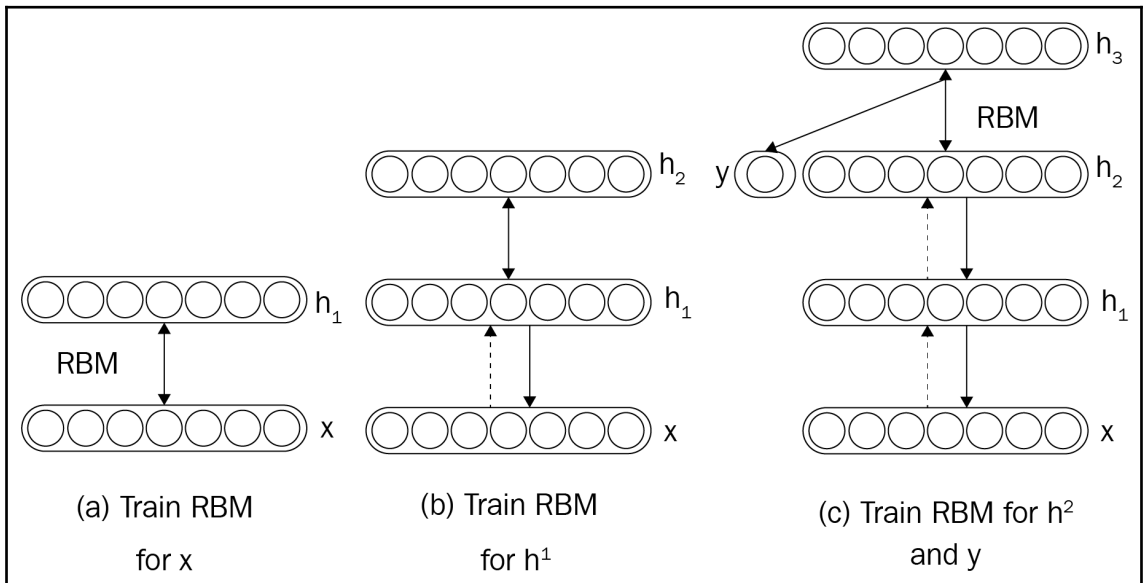 h₃
RBM
y
h₂
h₂
h₁
h₁
h₁
RBM
x
x
x
(a) Train RBM
for x
(b) Train RBM
for h¹
(c) Train RBM for h²
and y